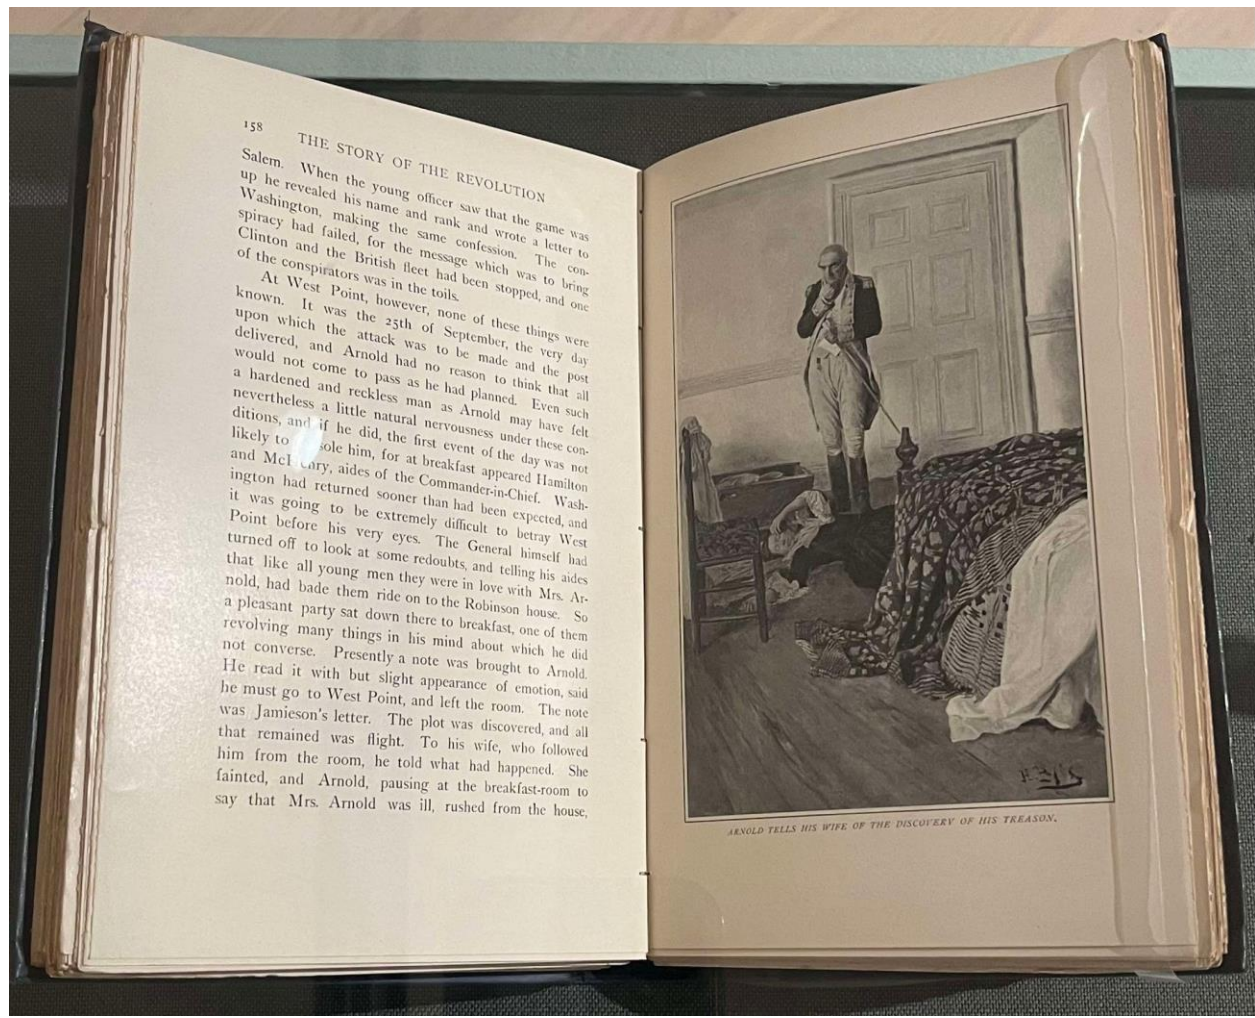 158
THE STORY OF THE REVOLUTION
Salem. When the young officer saw that the game was
up he revealed his name and rank and wrote a letter to
Washington, making the same confession. The con-
spiracy had failed, for the message which was to bring
Clinton and the British fleet had been stopped, and one
of the conspirators was in the toils.
At West Point, however, none of these things were
known. It was the 25th of September, the very day
upon which the attack was to be made and the post
delivered, and Arnold had no reason to think that all
would not come to pass as he had planned. Even such
a hardened and reckless man as Arnold may have felt
nevertheless a little natural nervousness under these con-
ditions, and if he did, the first event of the day was not
likely to sole him, for at breakfast appeared Hamilton
and McHenry, aides of the Commander-in-Chief. Wash-
ington had returned sooner than had been expected, and
it was going to be extremely difficult to betray West
Point before his very eyes. The General himself had
turned off to look at some redoubts, and telling his aides
that like all young men they were in love with Mrs. Ar-
nold, had bade them ride on to the Robinson house. So
a pleasant party sat down there to breakfast, one of them
revolving many things in his mind about which he did
not converse. Presently a note was brought to Arnold.
He read it with but slight appearance of emotion, said
he must go to West Point, and left the room. The note
was Jamieson's letter. The plot was discovered, and all
that remained was flight. To his wife, who followed
him from the room, he told what had happened. She
fainted, and Arnold, pausing at the breakfast-room to
say that Mrs. Arnold was ill, rushed from the house,
ARNOLD TELLS HIS WIFE OF THE DISCOVERY OF HIS TREASON.